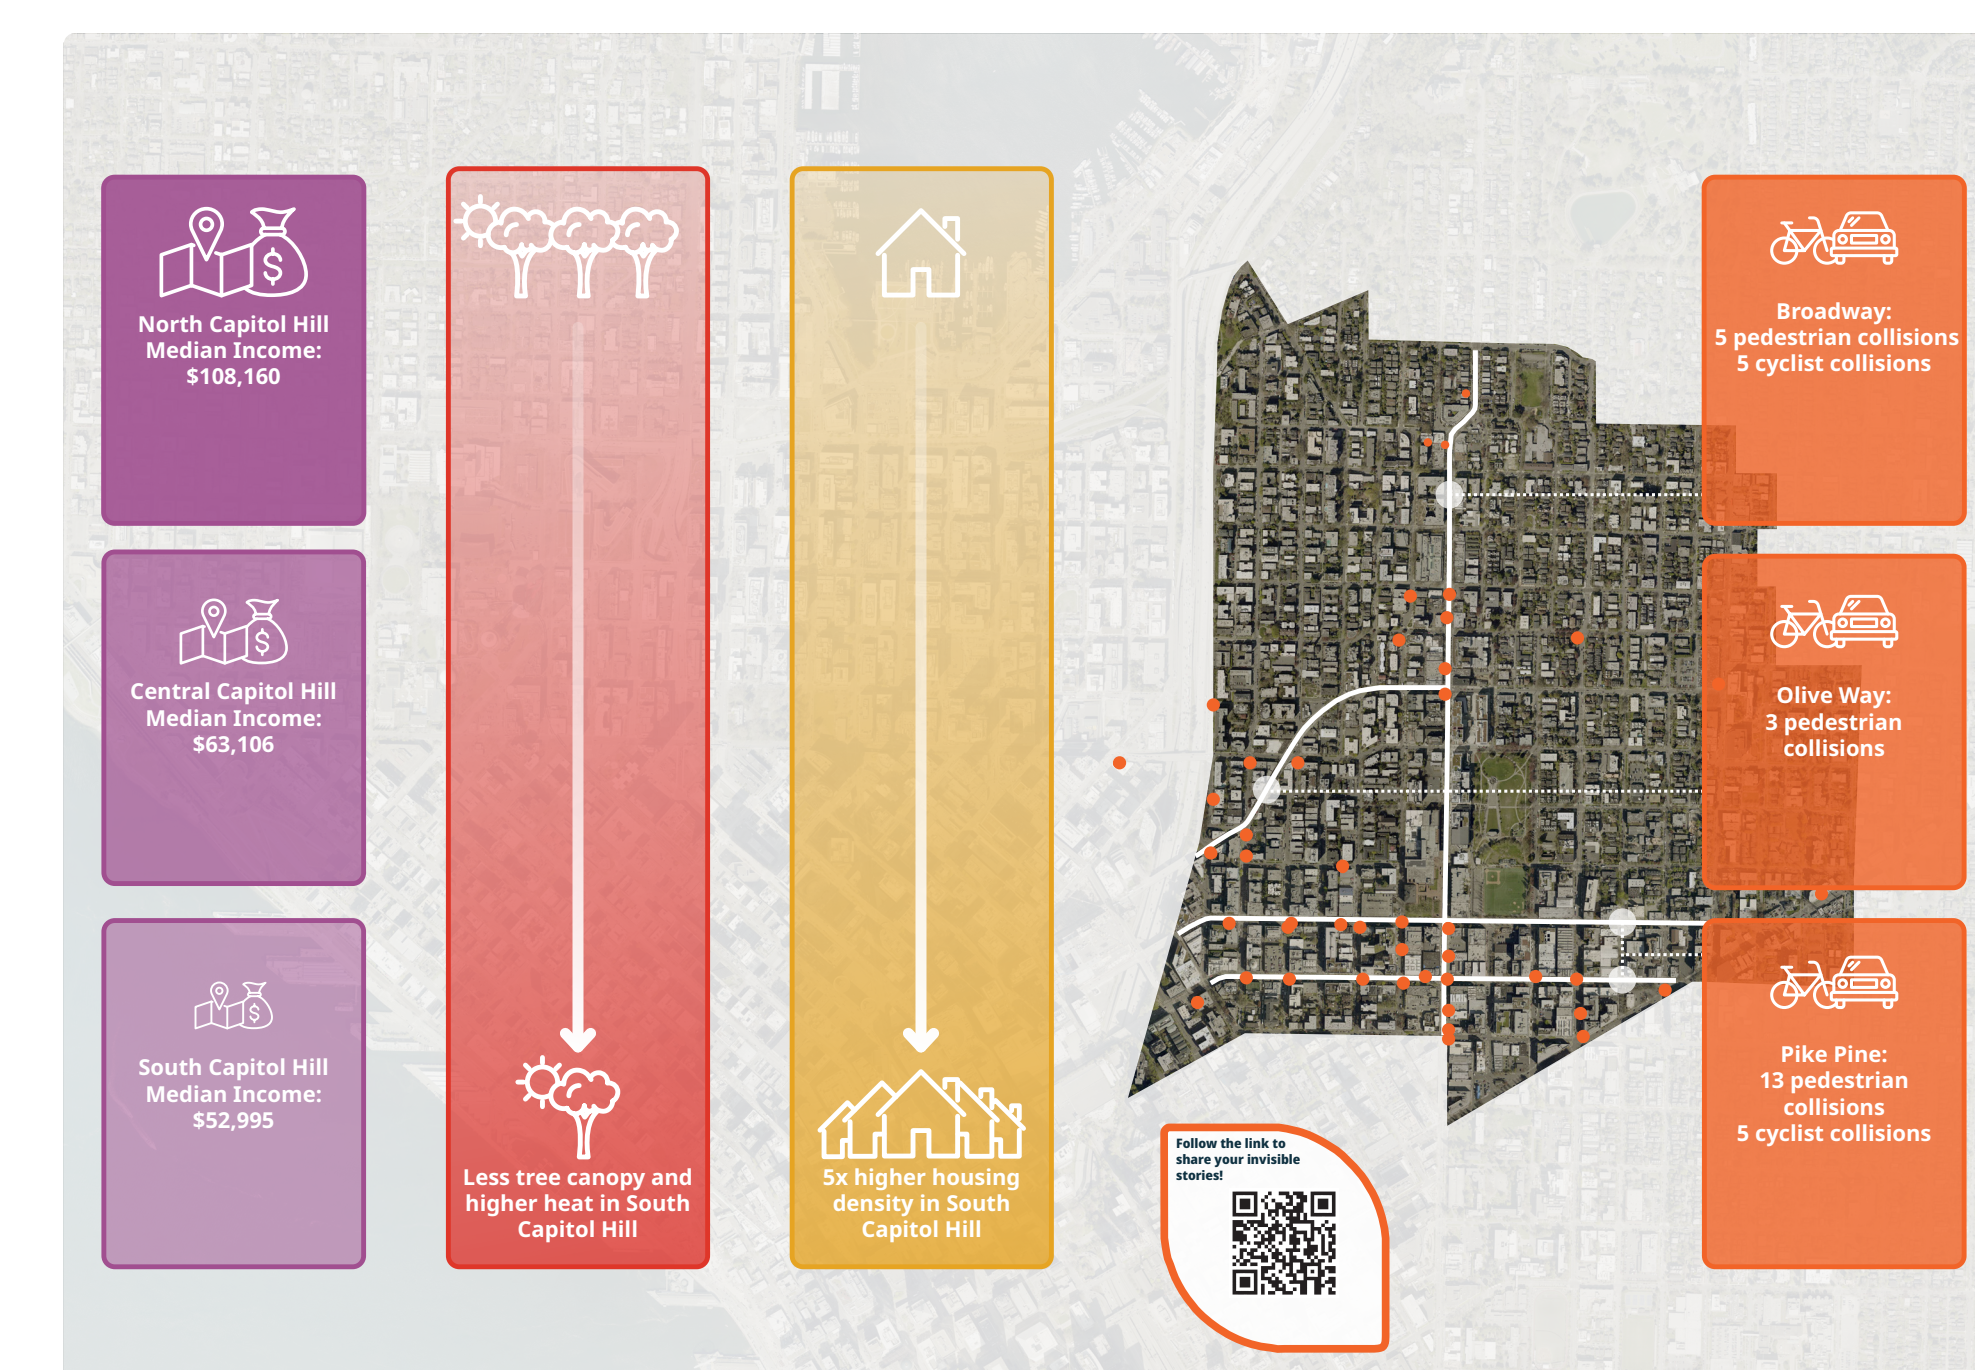 North Capitol Hill
Median Income:
$108,160
Central Capitol Hill
Median Income:
$63,106
South Capitol Hill
Median Income:
$52,995
Less tree canopy and
higher heat in South
Capitol Hill
5x higher housing
density in South
Capitol Hill
Broadway:
5 pedestrian collisions
5 cyclist collisions
Olive Way:
3 pedestrian
collisions
Pike Pine:
13 pedestrian
collisions
5 cyclist collisions
Follow the link to
share your invisible
stories!